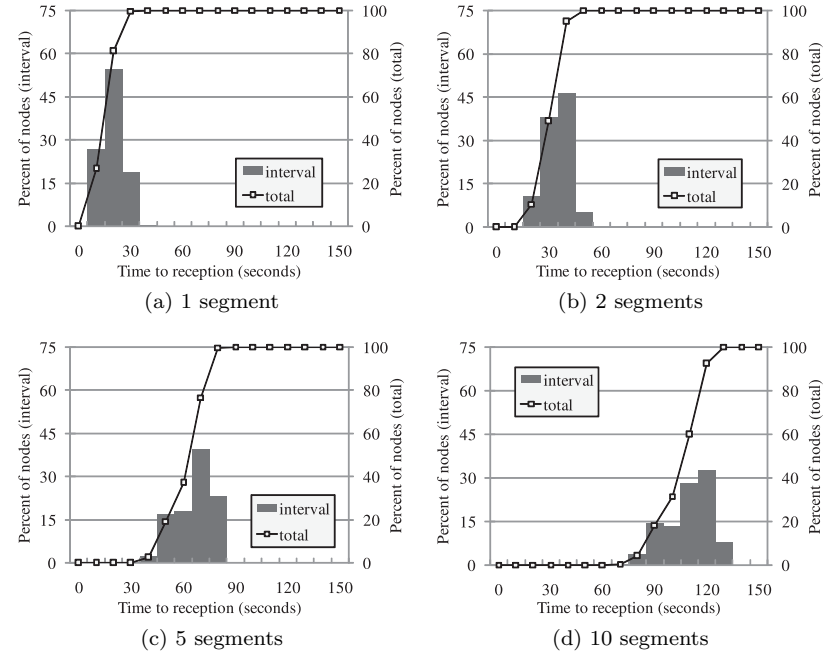 75 100
60 80
45 60
30 40
15 20
0 0
Percent of nodes (interval)
Percent of nodes (total)
interval
total
0 30 60 90 120 150
Time to reception (seconds)
(a) 1 segment
75 100
60 80
45 60
30 40
15 20
0 0
Percent of nodes (interval)
Percent of nodes (total)
interval
total
0 30 60 90 120 150
Time to reception (seconds)
(b) 2 segments
75 100
60 80
45 60
30 40
15 20
0 0
Percent of nodes (interval)
Percent of nodes (total)
interval
total
0 30 60 90 120 150
Time to reception (seconds)
(c) 5 segments
75 100
60 80
45 60
30 40
15 20
0 0
Percent of nodes (interval)
Percent of nodes (total)
interval
total
0 30 60 90 120 150
Time to reception (seconds)
(d) 10 segments